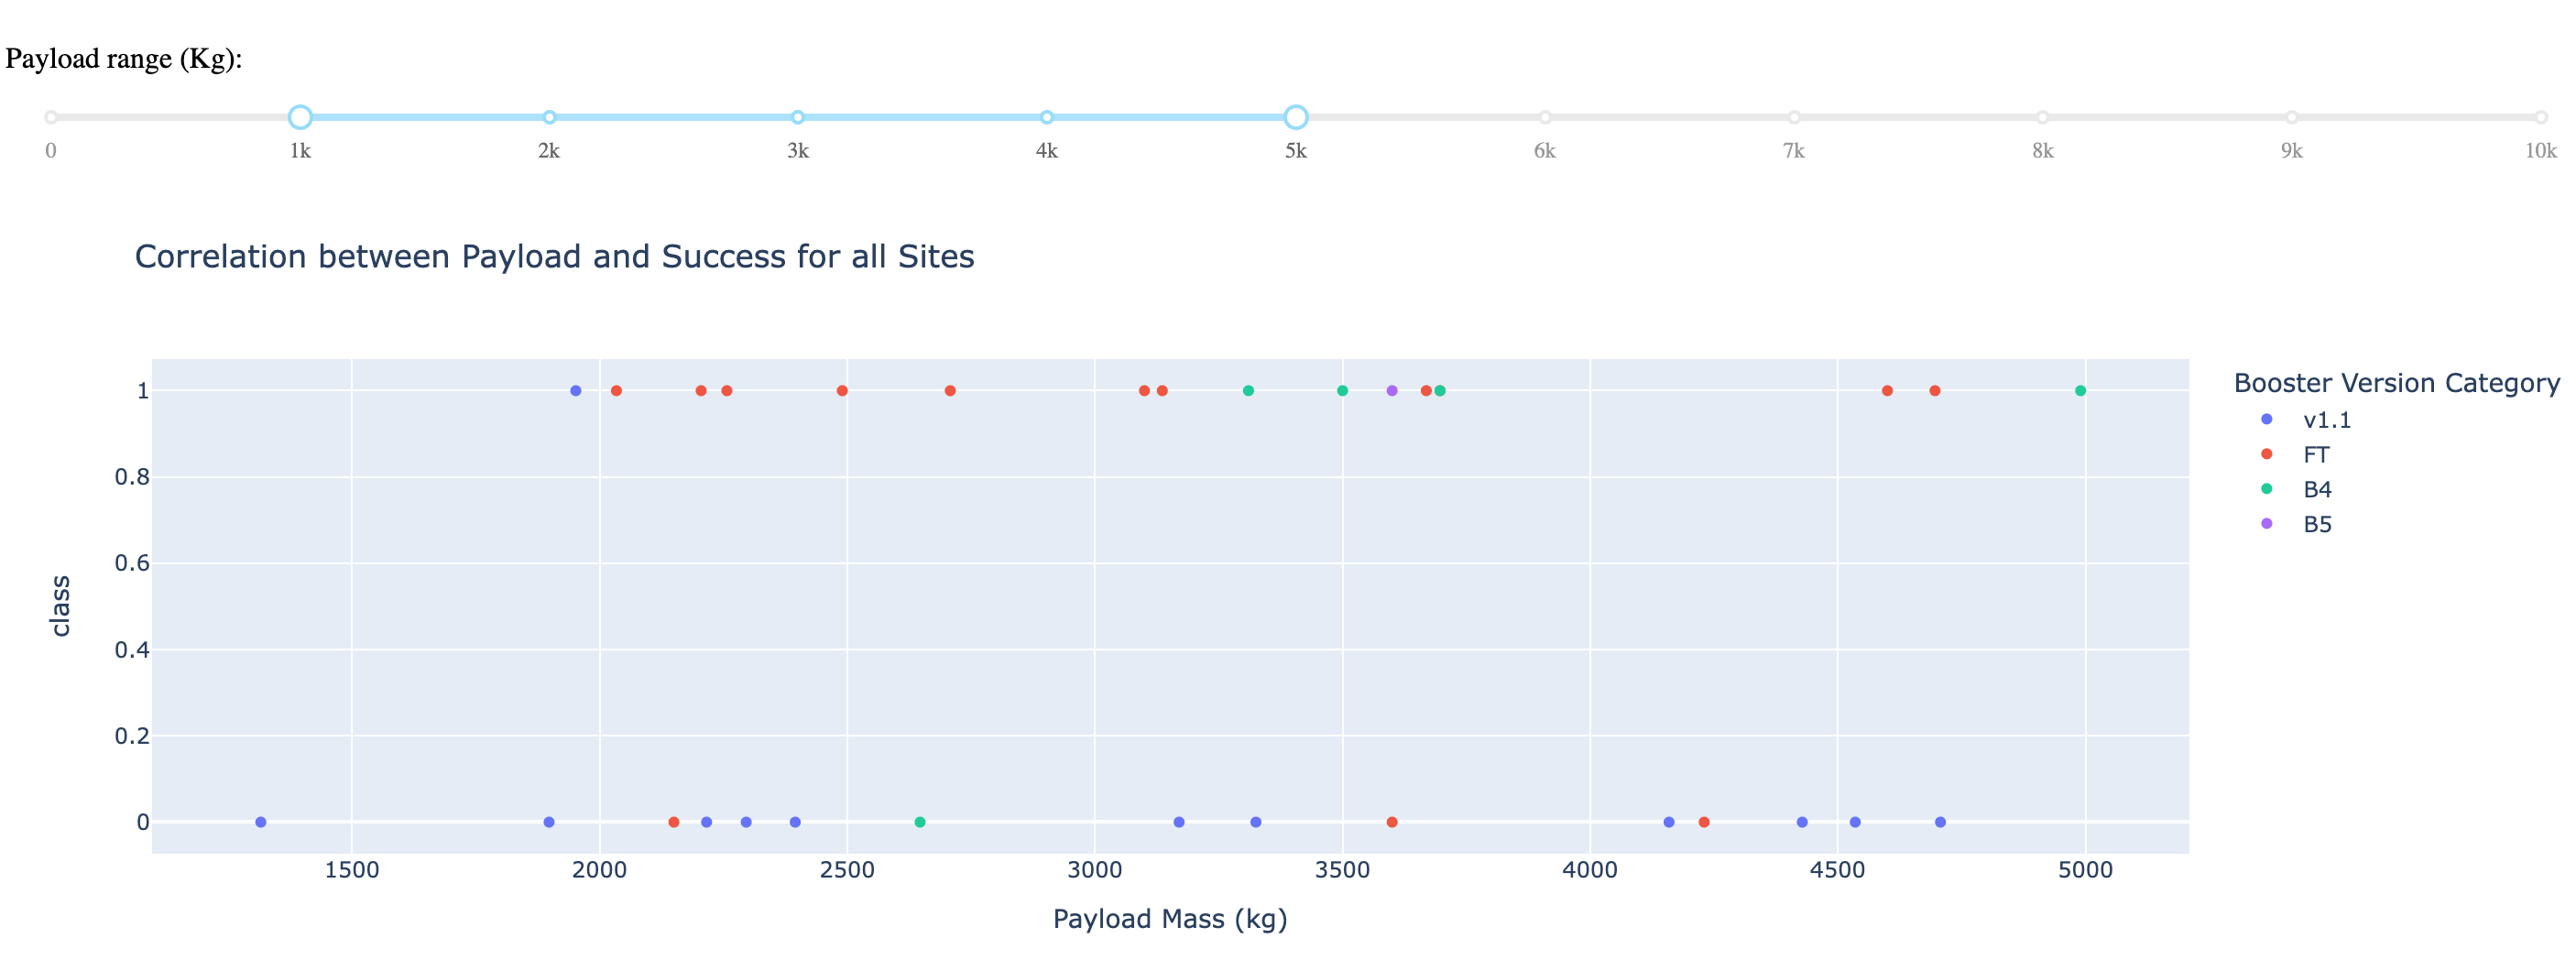 Payload range (Kg):
0 1k 2k 3k 4k 5k 6k 7k 8k 9k 10k
Correlation between Payload and Success for all Sites
Booster Version Category
v1.1
FT
B4
B5
class
1
0.8
0.6
0.4
0.2
0
1500 2000 2500 3000 3500 4000 4500 5000
Payload Mass (kg)